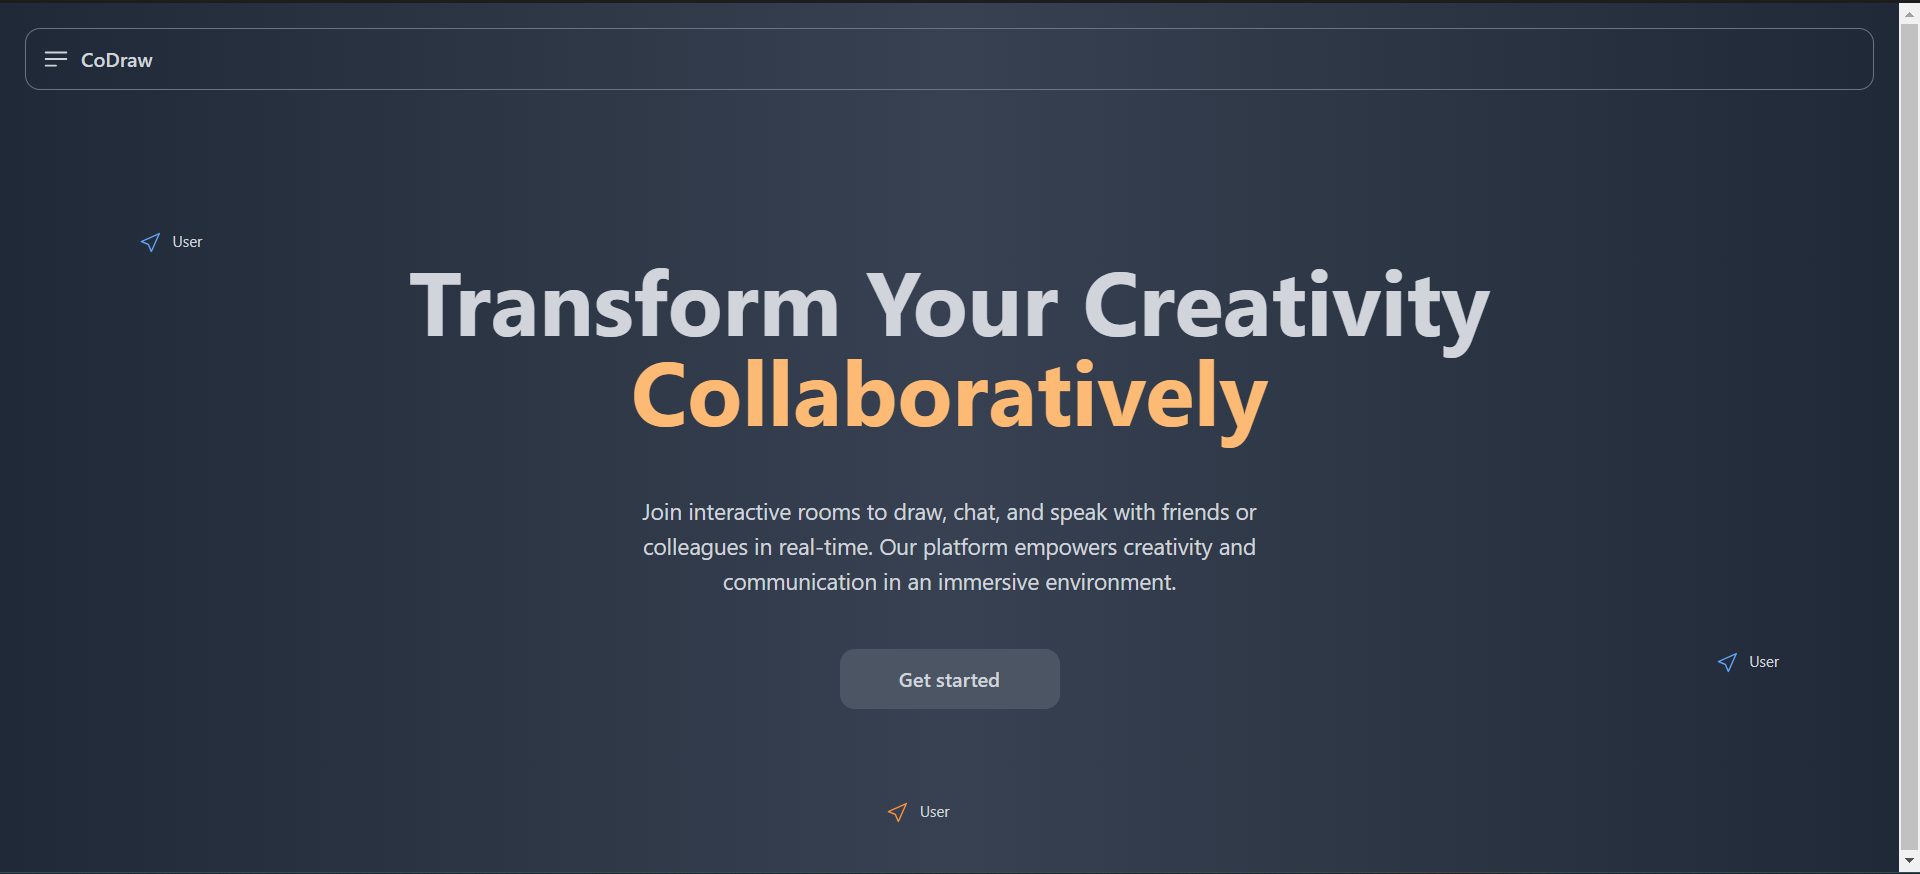 CoDraw
User
Transform Your Creativity
Collaboratively
Join interactive rooms to draw, chat, and speak with friends or
colleagues in real-time. Our platform empowers creativity and
communication in an immersive environment.
User
Get started
User